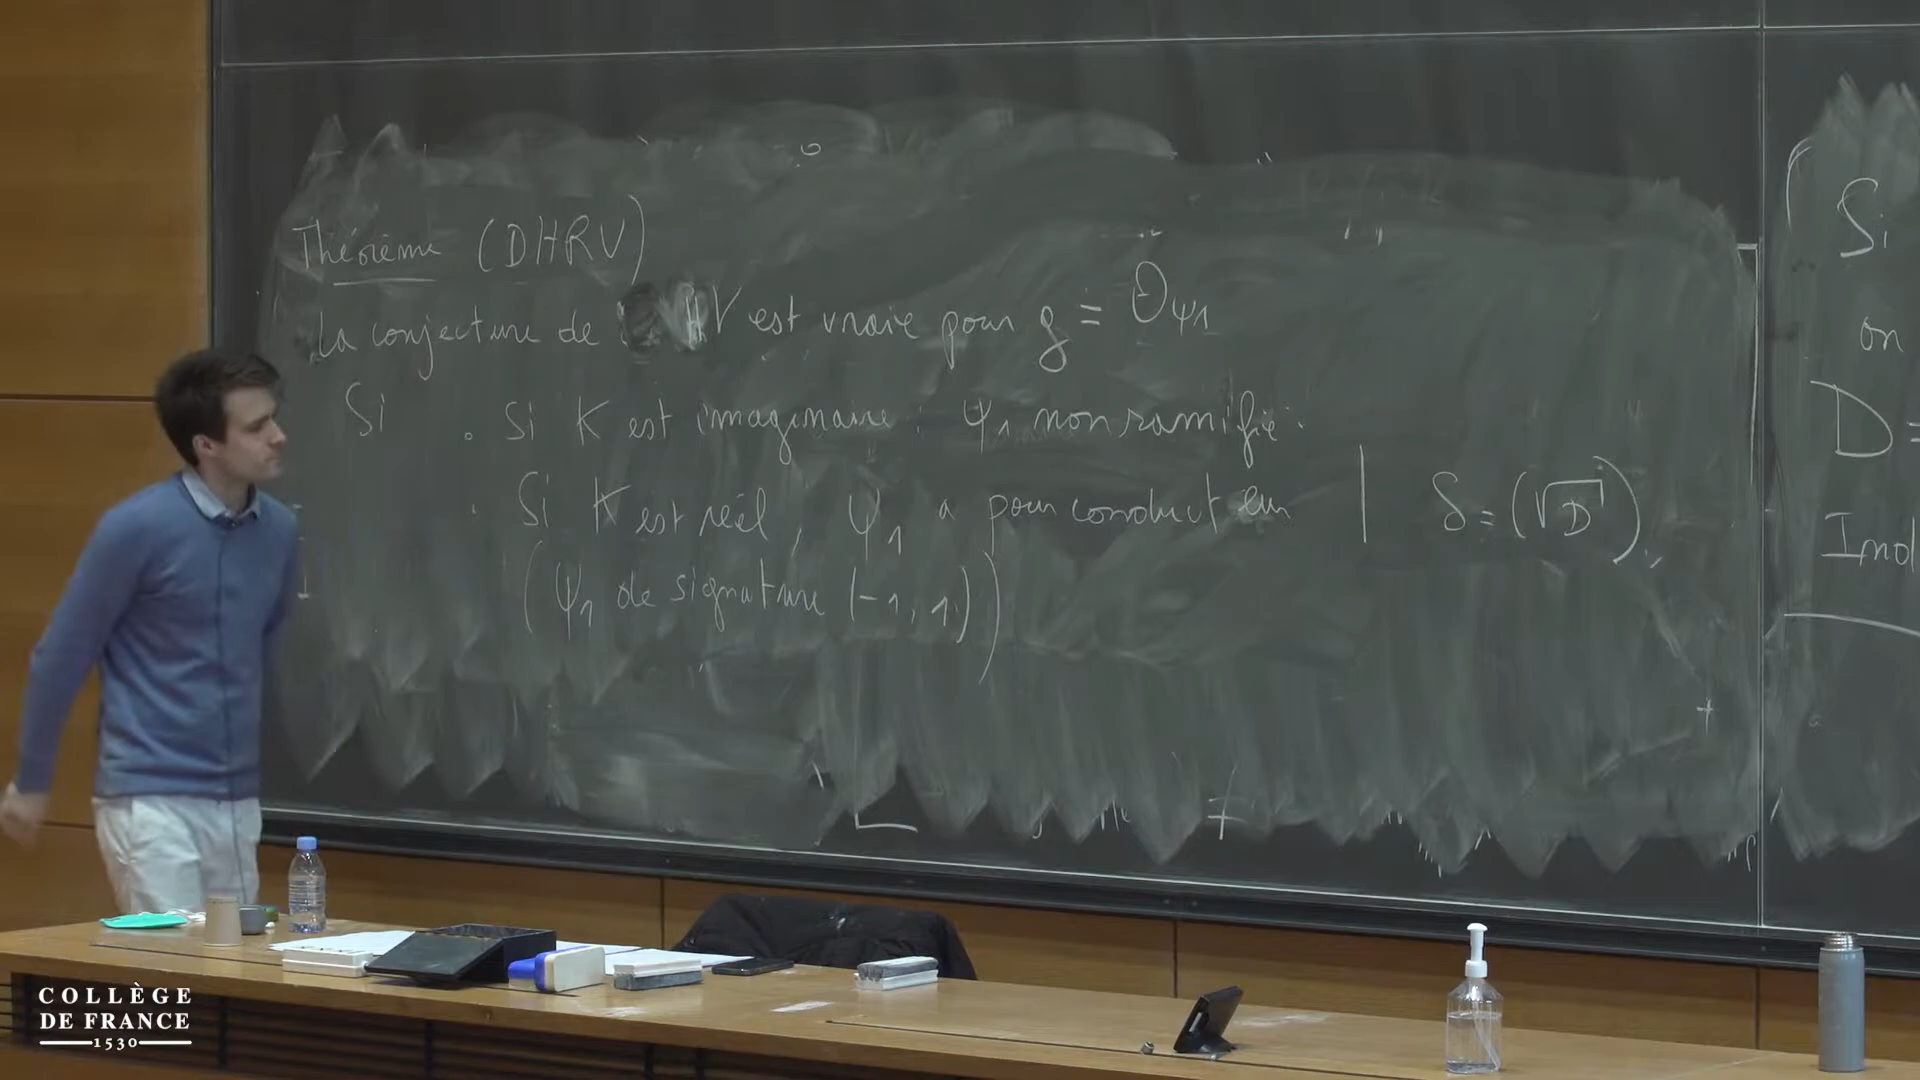 Théorème (DHRV)
La conjecture de HV est vraie pour g = θψ1
Si . Si K est imaginaire : ψ1 non ramifié.
. Si K est réel, ψ1 a pour conducteur | δ = (√D).
(ψ1 de signature (-1, 1))
Si
on
D =
COLLÈGE
DE FRANCE
1530